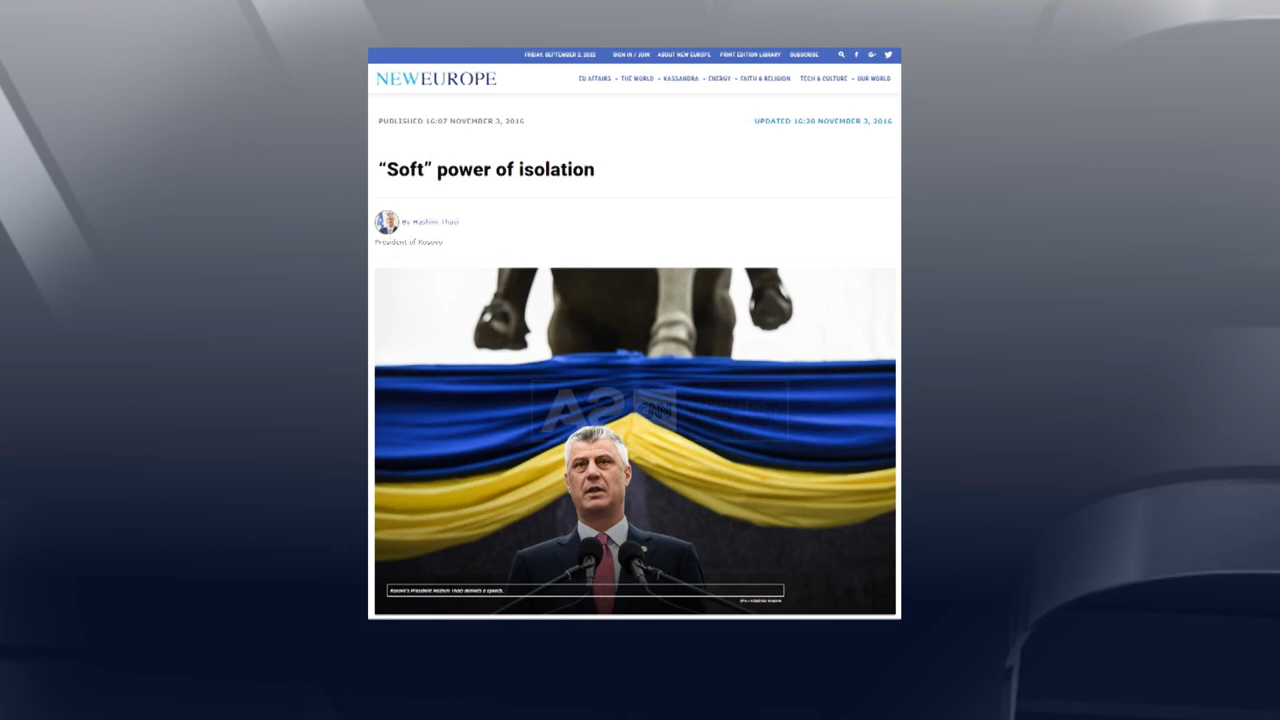 FRIDAY, SEPTEMBER 2, 2022 SIGN IN / JOIN ABOUT NEW EUROPE PRINT EDITION LIBRARY SUBSCRIBE
NEWEUROPE
EU AFFAIRS THE WORLD KASSANDRA ENERGY FAITH & RELIGION TECH & CULTURE OUR WORLD
PUBLISHED 16:07 NOVEMBER 3, 2016
UPDATED 16:20 NOVEMBER 3, 2016
“Soft” power of isolation
By Hashim Thaci
President of Kosovo
A2 CNN
Kosovo's President Hashim Thaci delivers a speech.